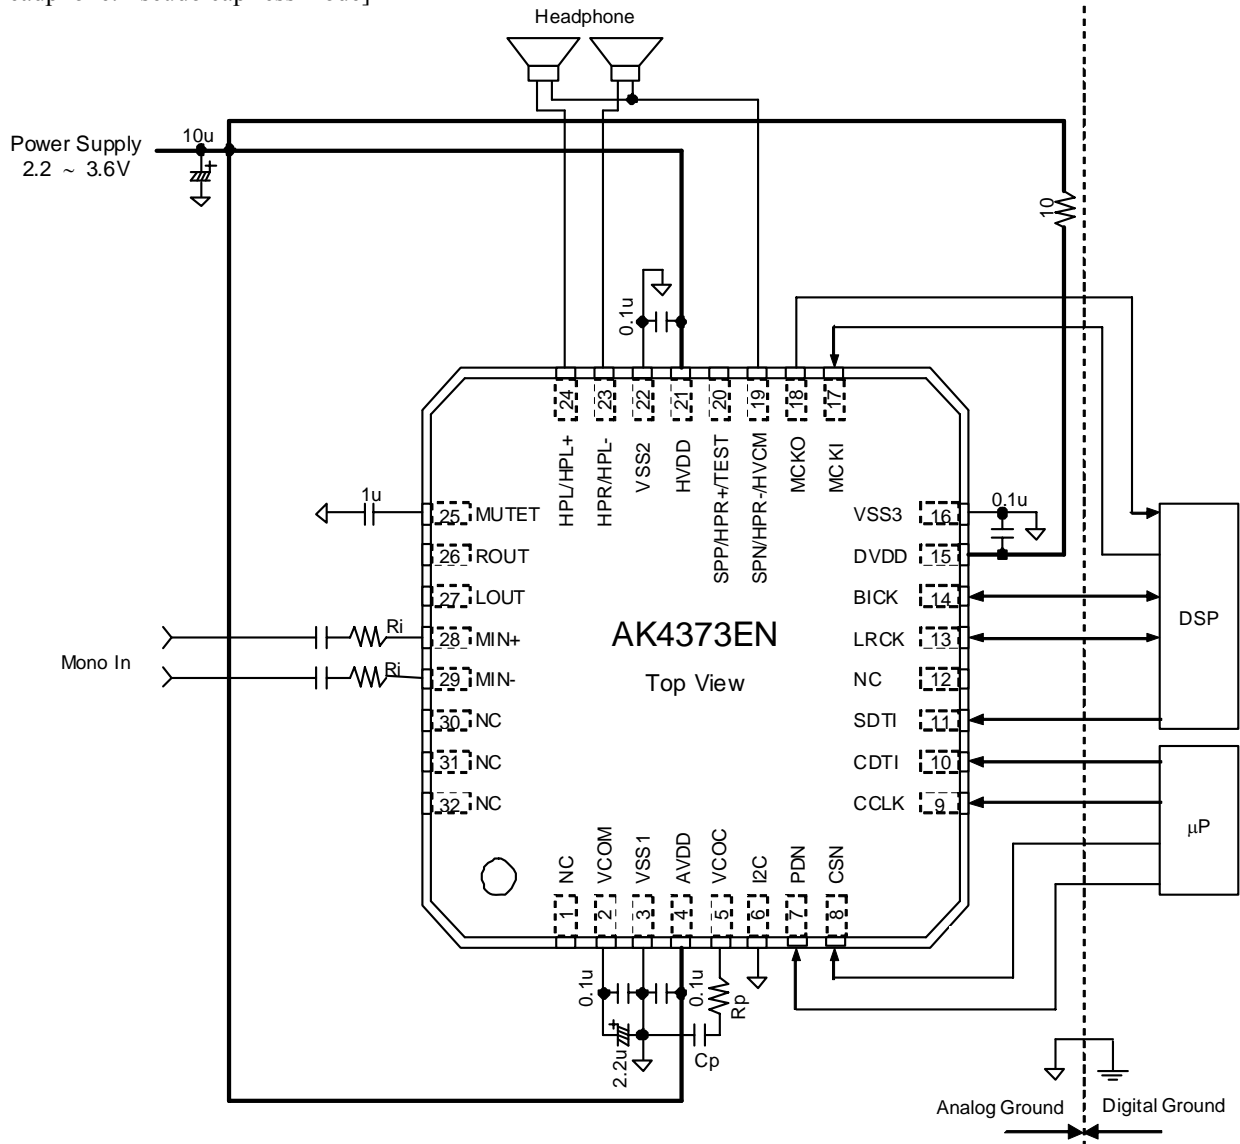 Headphone
Power Supply
2.2 ~ 3.6V
10u
10
0.1u
24
23
22
21
20
19
18
17
HPL/HPL+
HPR/HPL-
VSS2
HVDD
SPP/HPR+/TEST
SPN/HPR-/HVCM
MCKO
MCKI
1u
25 MUTET
26 ROUT
27 LOUT
28 MIN+
29 MIN-
30 NC
31 NC
32 NC
Ri
Ri
Mono In
AK4373EN
Top View
VSS3 16
DVDD 15
BICK 14
LRCK 13
NC 12
SDTI 11
CDTI 10
CCLK 9
0.1u
DSP
μP
NC
VCOM
VSS1
AVDD
VCOC
I2C
PDN
CSN
1
2
3
4
5
6
7
8
0.1u
0.1u
Rp
2.2u
Cp
Analog Ground
Digital Ground